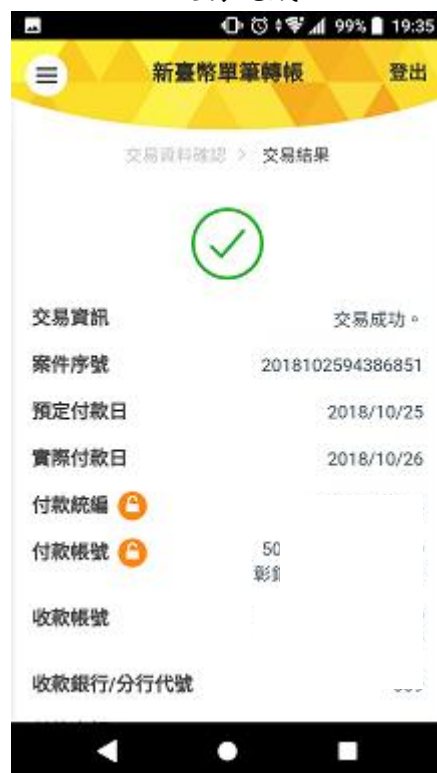 99% 19:35
新臺幣單筆轉帳 登出
交易資料確認 > 交易結果
交易資訊 交易成功。
案件序號 2018102594386851
預定付款日 2018/10/25
實際付款日 2018/10/26
付款統編
付款帳號 50
彰
收款帳號
收款銀行/分行代號